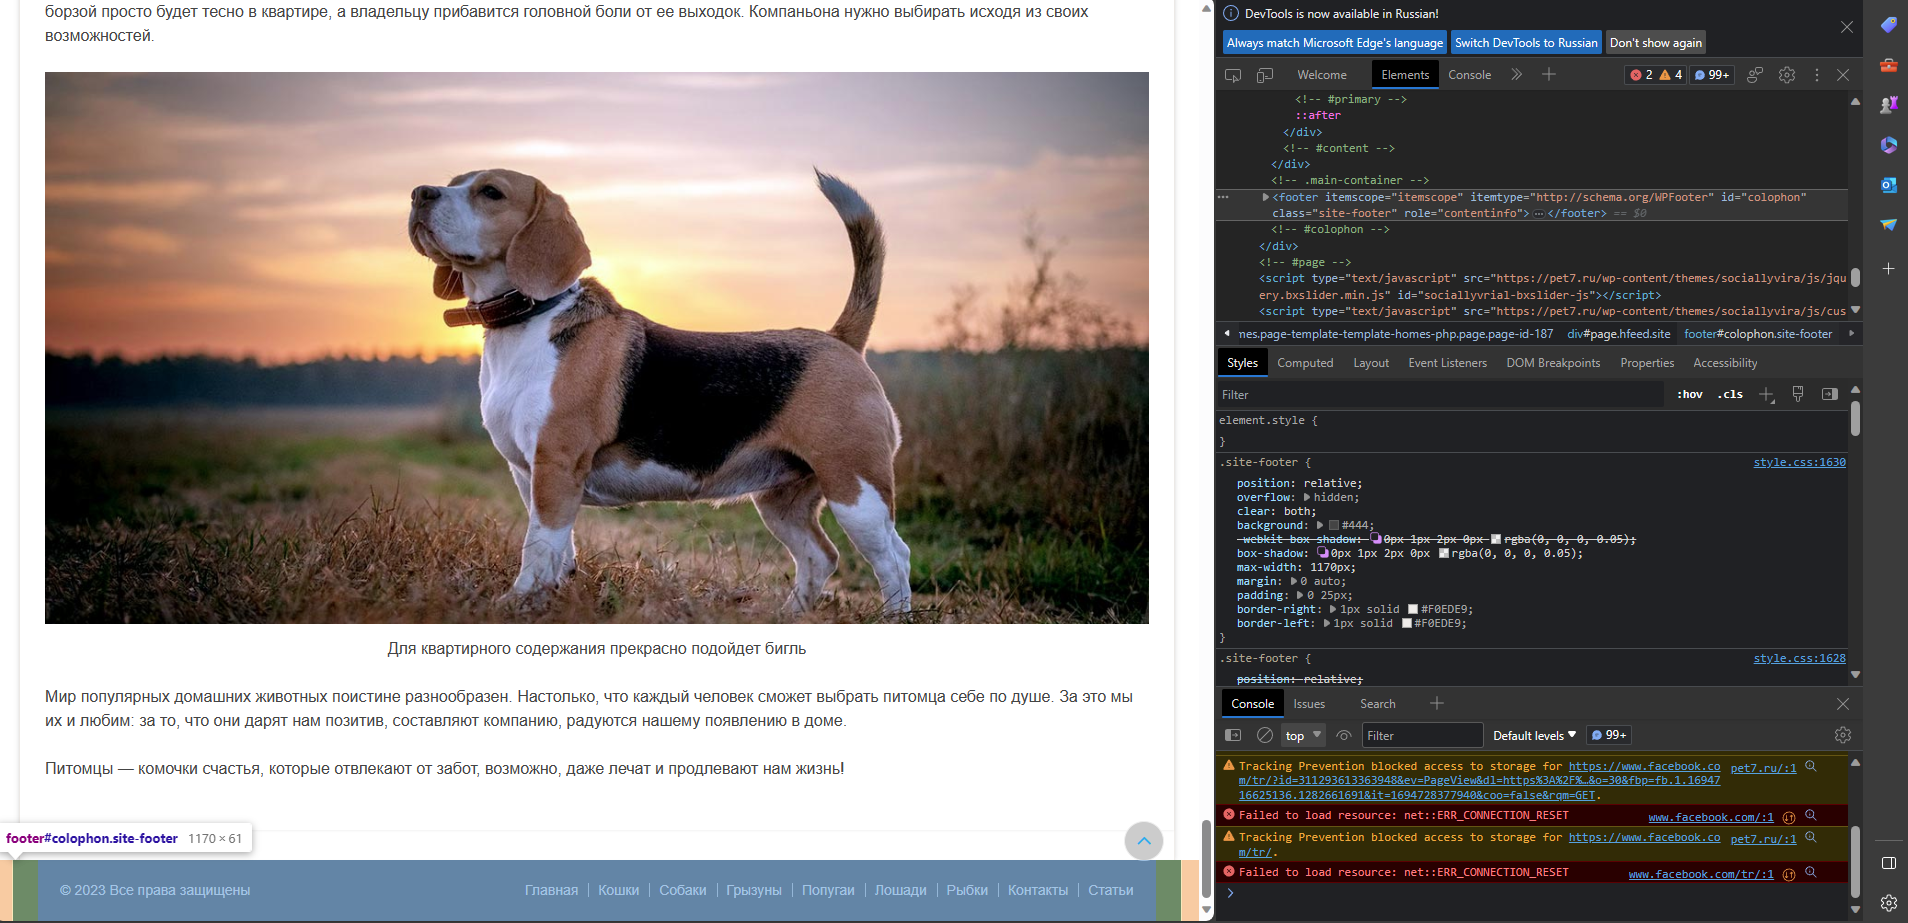 борзой просто будет тесно в квартире, а владельцу прибавится головной боли от ее выходок. Компаньона нужно выбирать исходя из своих
возможностей.
Для квартирного содержания прекрасно подойдет бигль
Мир популярных домашних животных поистине разнообразен. Настолько, что каждый человек сможет выбрать питомца себе по душе. За это мы
их и любим: за то, что они дарят нам позитив, составляют компанию, радуются нашему появлению в доме.
Питомцы — комочки счастья, которые отвлекают от забот, возможно, даже лечат и продлевают нам жизнь!
footer#colophon.site-footer 1170 × 61
© 2023 Все права защищены
Главная | Кошки | Собаки | Грызуны | Попугаи | Лошади | Рыбки | Контакты | Статьи
DevTools is now available in Russian!
Always match Microsoft Edge's language Switch DevTools to Russian Don't show again
Welcome Elements Console 2 4 99+
<!-- #primary -->
::after
</div>
<!-- #content -->
</div>
<!-- .main-container -->
<footer itemscope="itemscope" itemtype="http://schema.org/WPFooter" id="colophon"
class="site-footer" role="contentinfo"> … </footer> == $0
<!-- #colophon -->
</div>
<!-- #page -->
<script type="text/javascript" src="https://pet7.ru/wp-content/themes/sociallyvira/js/jqu
ery.bxslider.min.js" id="sociallyvrial-bxslider-js"></script>
<script type="text/javascript" src="https://pet7.ru/wp-content/themes/sociallyvira/js/cus
mes.page-template-template-homes-php.page.page-id-187 div#page.hfeed.site footer#colophon.site-footer
Styles Computed Layout Event Listeners DOM Breakpoints Properties Accessibility
Filter :hov .cls
element.style {
}
.site-footer { style.css:1630
position: relative;
overflow: hidden;
clear: both;
background: #444;
-webkit-box-shadow: 0px 1px 2px 0px rgba(0, 0, 0, 0.05);
box-shadow: 0px 1px 2px 0px rgba(0, 0, 0, 0.05);
max-width: 1170px;
margin: 0 auto;
padding: 0 25px;
border-right: 1px solid #F0EDE9;
border-left: 1px solid #F0EDE9;
}
.site-footer { style.css:1628
position: relative;
Console Issues Search
top Filter Default levels 99+
Tracking Prevention blocked access to storage for https://www.facebook.co pet7.ru/:1
m/tr/?id=311293613363948&ev=PageView&dl=https%3A%2F%…&o=30&fbp=fb.1.16947
16625136.1282661691&it=1694728377940&coo=false&rqm=GET.
Failed to load resource: net::ERR_CONNECTION_RESET www.facebook.com/:1
Tracking Prevention blocked access to storage for https://www.facebook.co pet7.ru/:1
m/tr/.
Failed to load resource: net::ERR_CONNECTION_RESET www.facebook.com/tr/:1